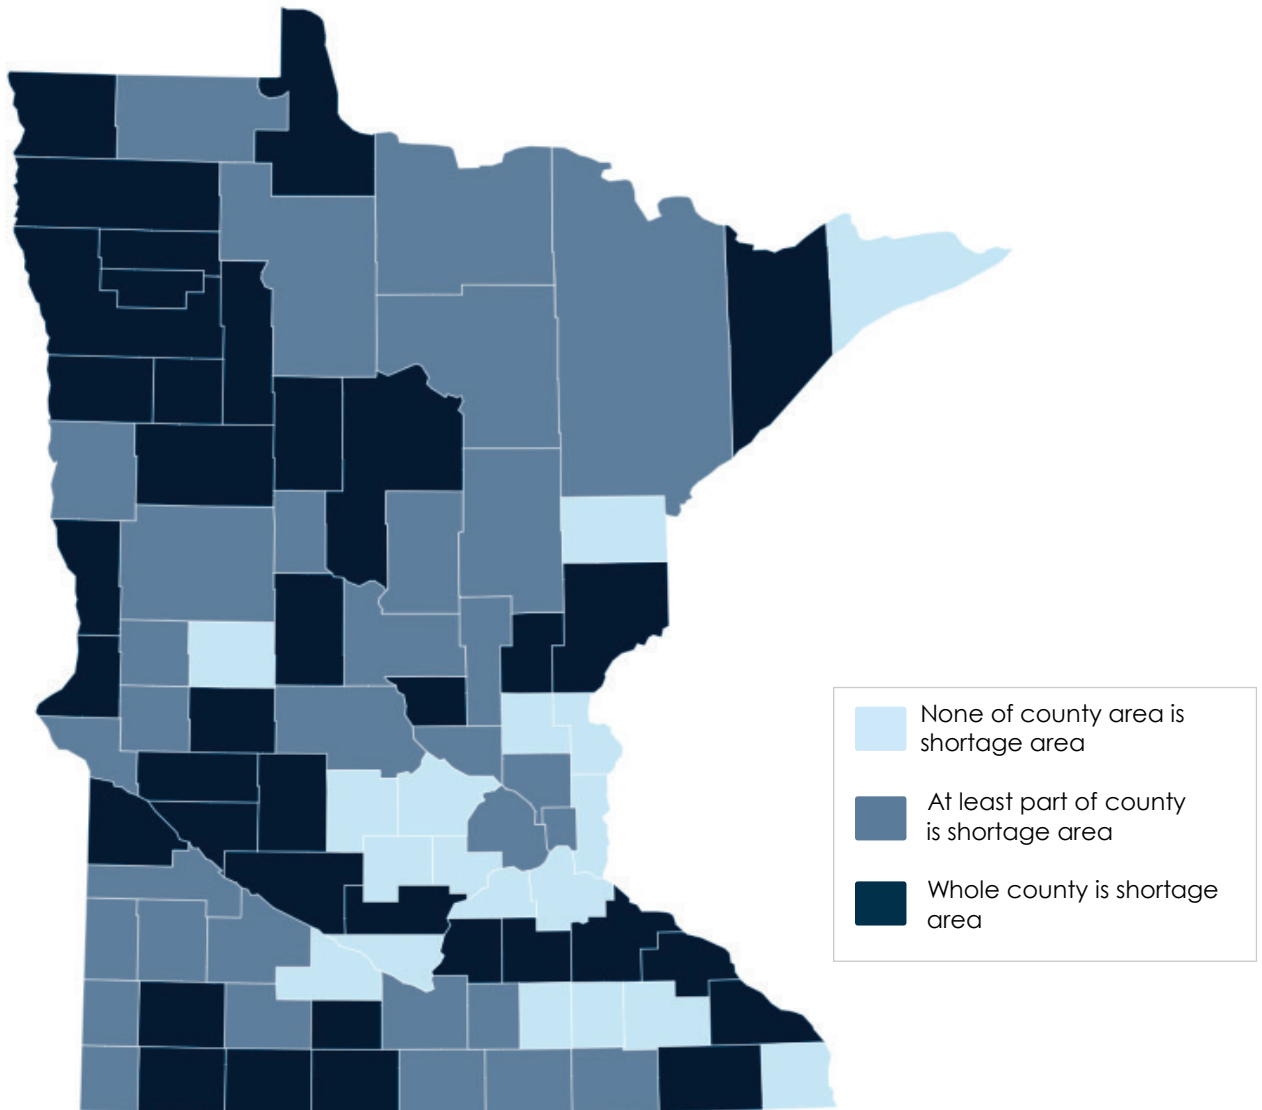 None of county area is
shortage area
At least part of county
is shortage area
Whole county is shortage
area